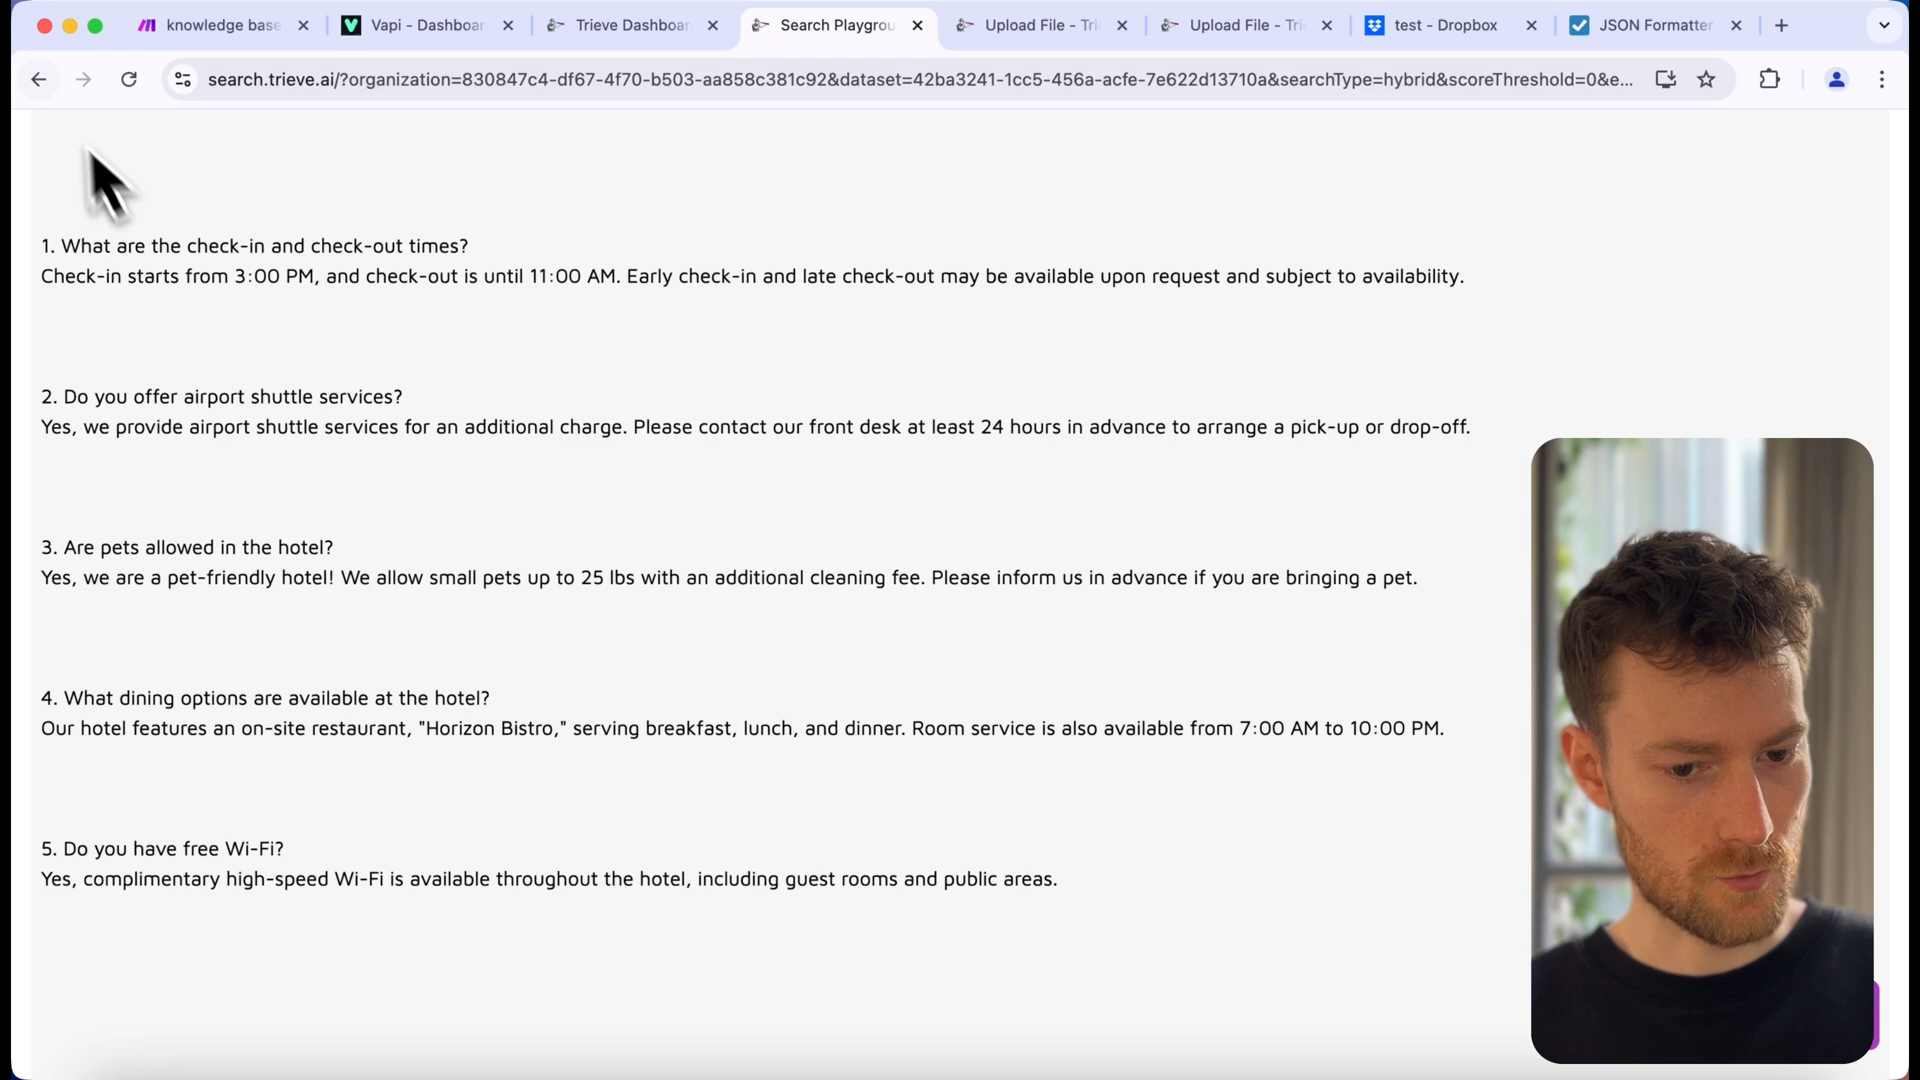 knowledge base
Vapi - Dashboar
Trieve Dashboar
Search Playgrou
Upload File - Tri
Upload File - Tri
test - Dropbox
JSON Formatter
search.trieve.ai/?organization=830847c4-df67-4f70-b503-aa858c381c92&dataset=42ba3241-1cc5-456a-acfe-7e622d13710a&searchType=hybrid&scoreThreshold=0&e...
1. What are the check-in and check-out times?
Check-in starts from 3:00 PM, and check-out is until 11:00 AM. Early check-in and late check-out may be available upon request and subject to availability.
2. Do you offer airport shuttle services?
Yes, we provide airport shuttle services for an additional charge. Please contact our front desk at least 24 hours in advance to arrange a pick-up or drop-off.
3. Are pets allowed in the hotel?
Yes, we are a pet-friendly hotel! We allow small pets up to 25 lbs with an additional cleaning fee. Please inform us in advance if you are bringing a pet.
4. What dining options are available at the hotel?
Our hotel features an on-site restaurant, "Horizon Bistro," serving breakfast, lunch, and dinner. Room service is also available from 7:00 AM to 10:00 PM.
5. Do you have free Wi-Fi?
Yes, complimentary high-speed Wi-Fi is available throughout the hotel, including guest rooms and public areas.